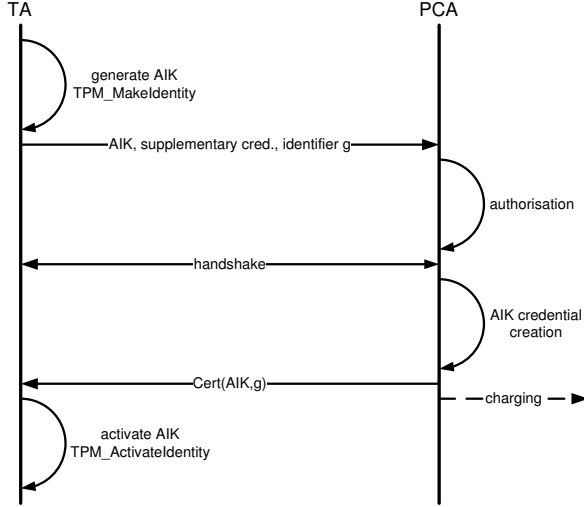 TA
PCA
generate AIK
TPM_MakeIdentity
AIK, supplementary cred., identifier g
authorisation
handshake
AIK credential
creation
Cert(AIK,g)
charging
activate AIK
TPM_ActivateIdentity